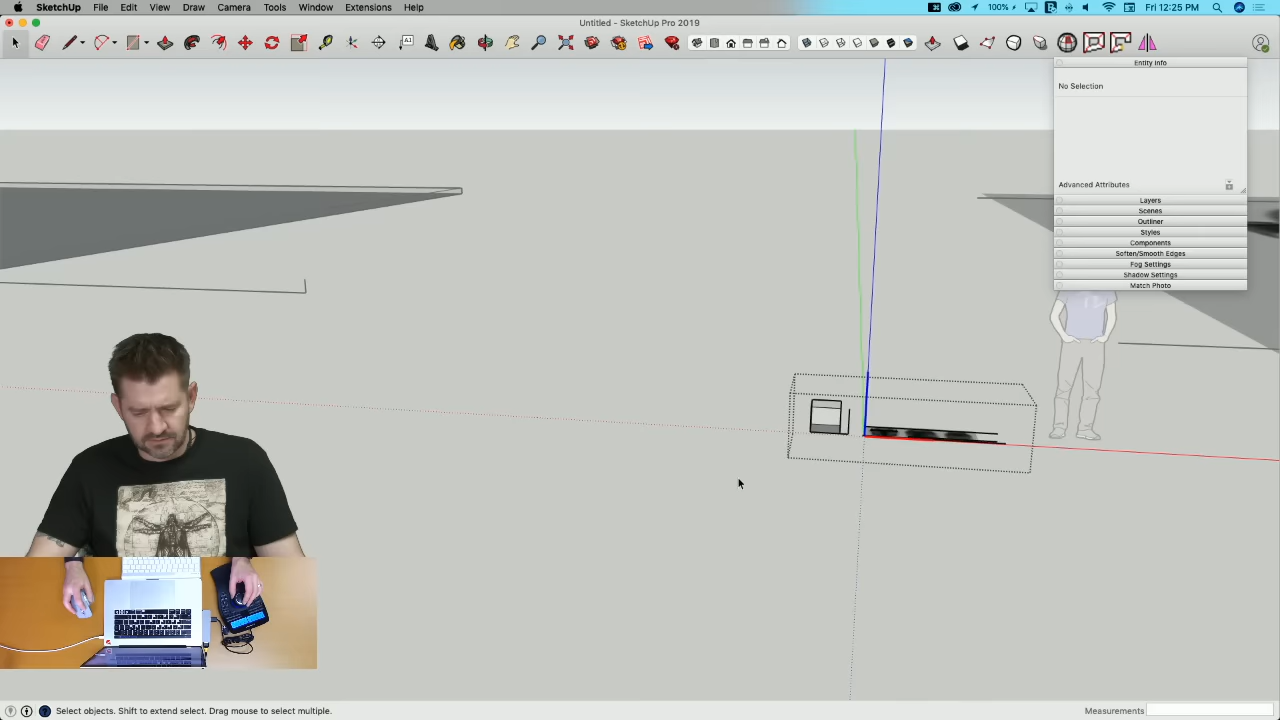 SketchUp File Edit View Draw Camera Tools Window Extensions Help
100% Fri 12:25 PM
Untitled - SketchUp Pro 2019
Entity Info
No Selection
Advanced Attributes
Layers
Scenes
Outliner
Styles
Components
Soften/Smooth Edges
Fog Settings
Shadow Settings
Match Photo
Select objects. Shift to extend select. Drag mouse to select multiple.
Measurements